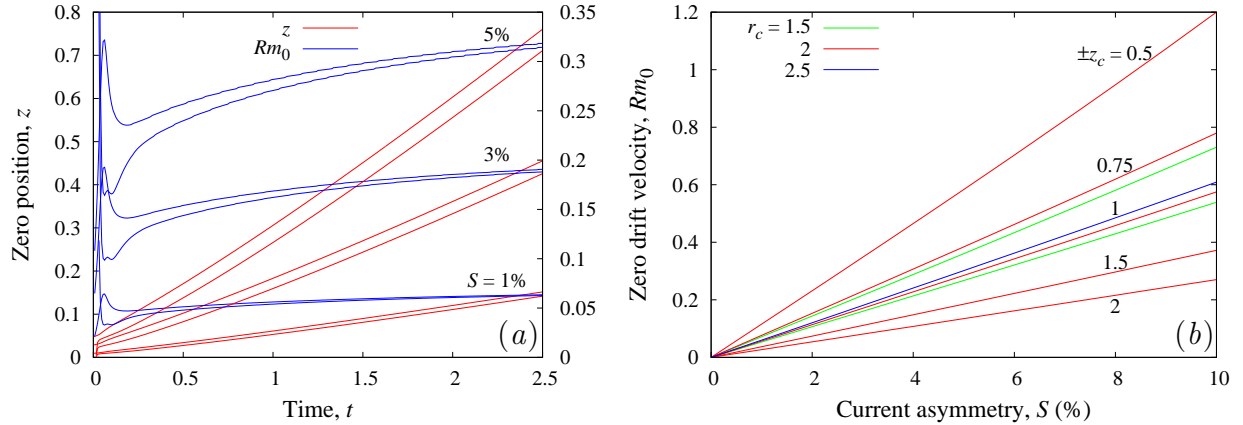 0.8
0.7
0.6
0.5
0.4
0.3
0.2
0.1
0
Zero position, z
z
Rm0
5%
3%
S = 1%
(a)
0.35
0.3
0.25
0.2
0.15
0.1
0.05
0
0 0.5 1 1.5 2 2.5
Time, t
1.2
1
0.8
0.6
0.4
0.2
0
Zero drift velocity, Rm0
rc = 1.5
2
2.5
±zc = 0.5
0.75
1
1.5
2
(b)
0 2 4 6 8 10
Current asymmetry, S (%)